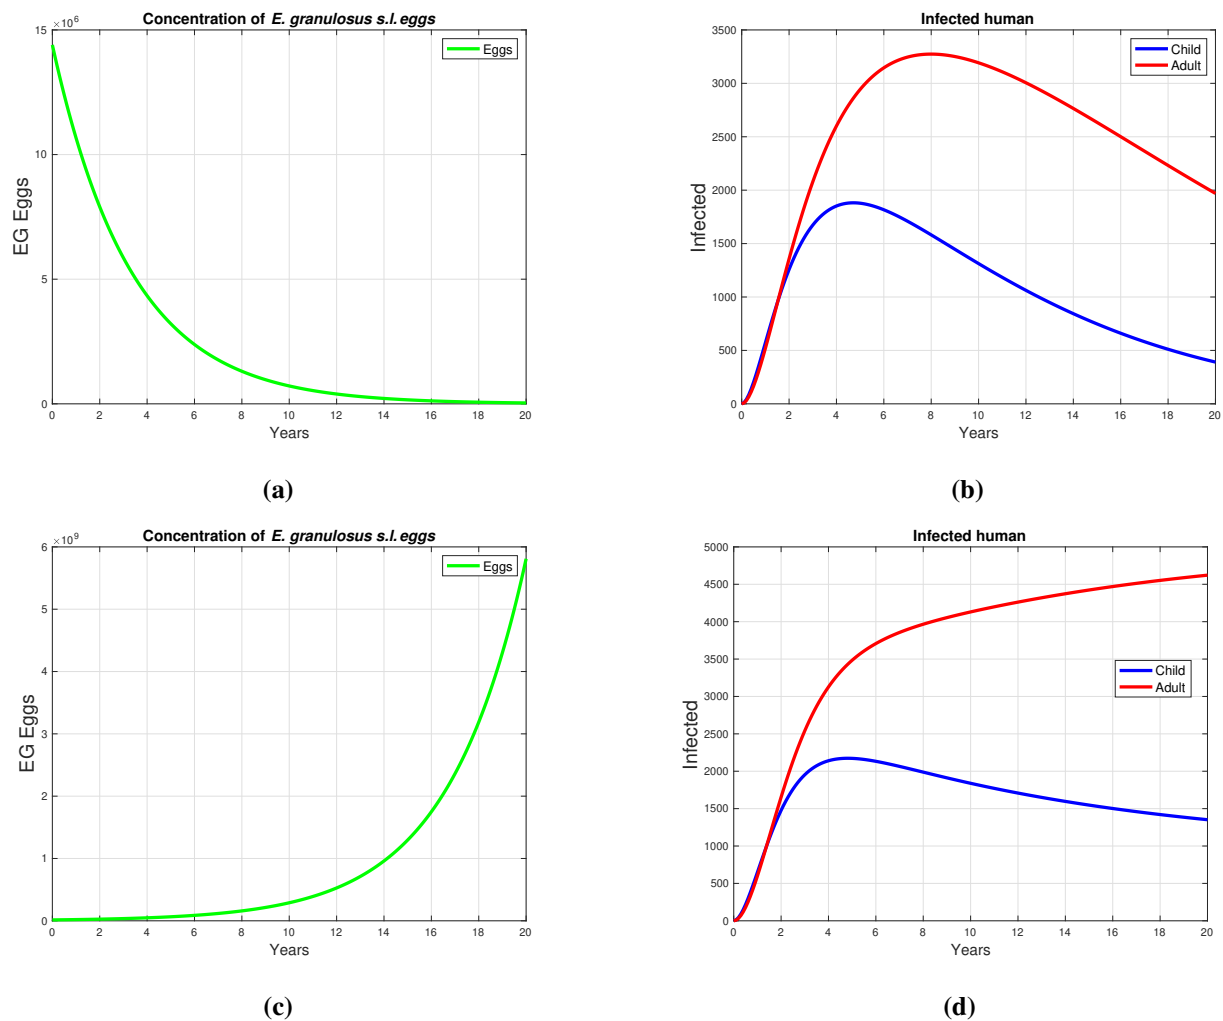 Concentration of E. granulosus s.l. eggs
×10^6
15
10
5
0
EG Eggs
Eggs
0 2 4 6 8 10 12 14 16 18 20
Years
(a)
Infected human
3500
3000
2500
2000
1500
1000
500
0
Infected
Child
Adult
0 2 4 6 8 10 12 14 16 18 20
Years
(b)
Concentration of E. granulosus s.l. eggs
×10^9
6
5
4
3
2
1
0
EG Eggs
Eggs
0 2 4 6 8 10 12 14 16 18 20
Years
(c)
Infected human
5000
4500
4000
3500
3000
2500
2000
1500
1000
500
0
Infected
Child
Adult
0 2 4 6 8 10 12 14 16 18 20
Years
(d)